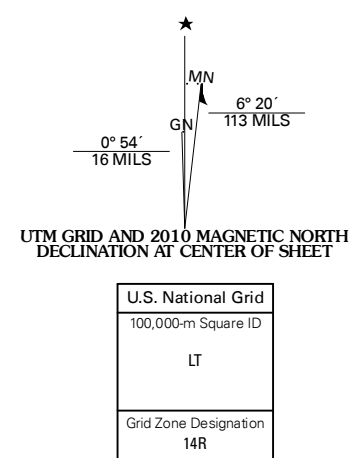 MN
GN
6° 20´
113 MILS
0° 54´
16 MILS
UTM GRID AND 2010 MAGNETIC NORTH
DECLINATION AT CENTER OF SHEET
U.S. National Grid
100,000-m Square ID
LT
Grid Zone Designation
14R